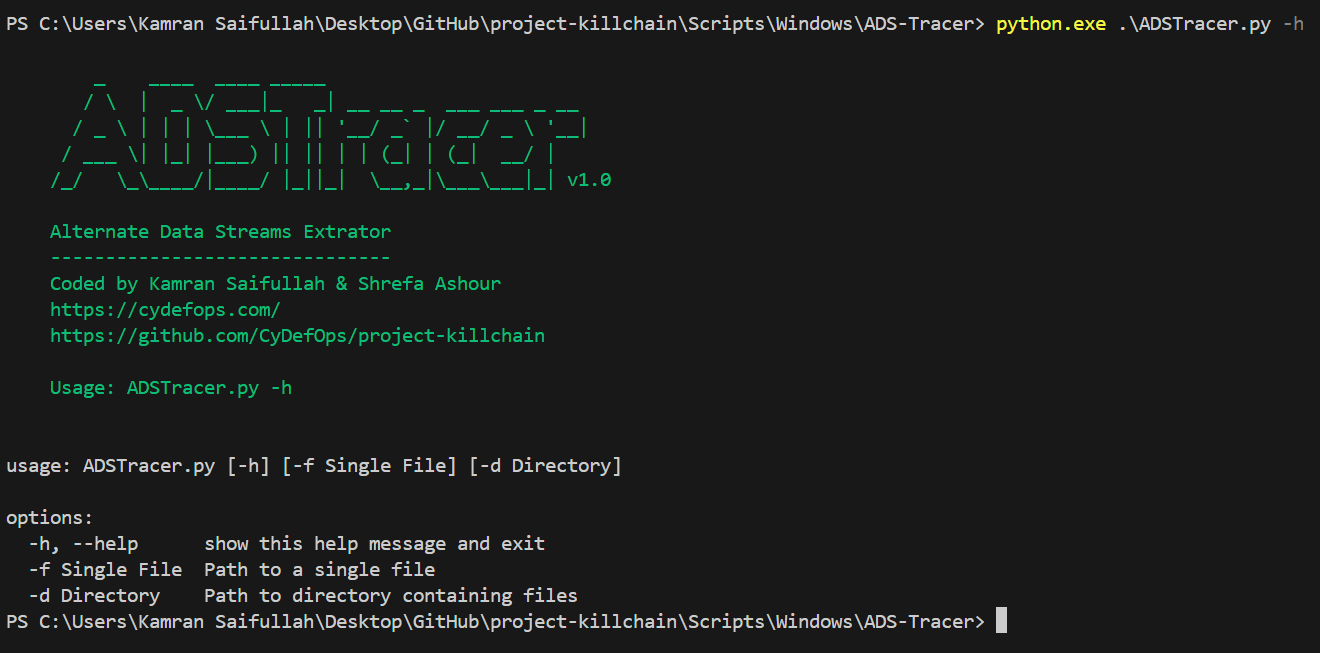 PS C:\Users\Kamran Saifullah\Desktop\GitHub\project-killchain\Scripts\Windows\ADS-Tracer> python.exe .\ADSTracer.py -h
ADSTracer v1.0
Alternate Data Streams Extrator
-------------------------------
Coded by Kamran Saifullah & Shrefa Ashour
https://cydefops.com/
https://github.com/CyDefOps/project-killchain
Usage: ADSTracer.py -h
usage: ADSTracer.py [-h] [-f Single File] [-d Directory]
options:
-h, --help      show this help message and exit
-f Single File  Path to a single file
-d Directory    Path to directory containing files
PS C:\Users\Kamran Saifullah\Desktop\GitHub\project-killchain\Scripts\Windows\ADS-Tracer>